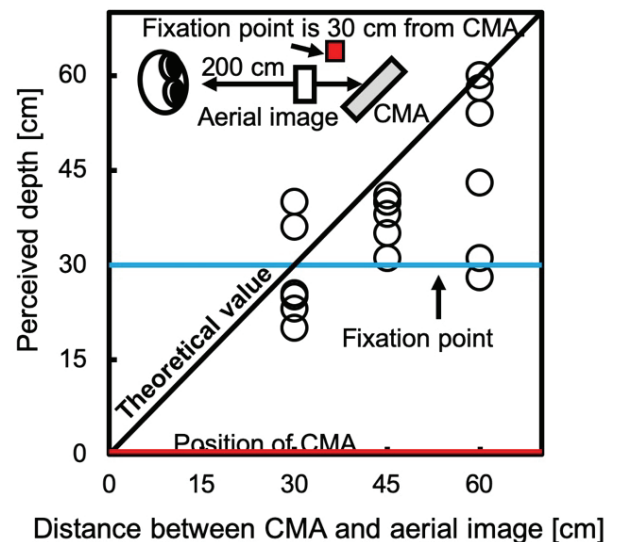 Fixation point is 30 cm from CMA.
200 cm
Aerial image
CMA
Perceived depth [cm]
60
45
30
15
0
Theoretical value
Fixation point
Position of CMA
0 15 30 45 60
Distance between CMA and aerial image [cm]